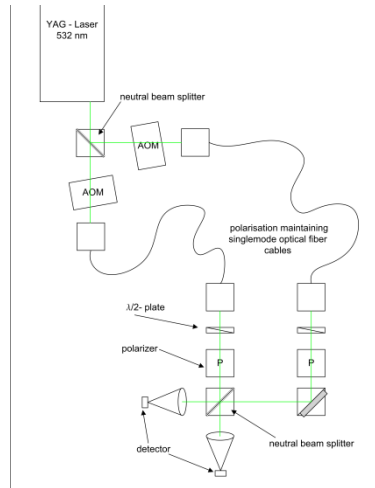 YAG - Laser
532 nm
neutral beam splitter
AOM
AOM
polarisation maintaining
singlemode optical fiber
cables
λ/2- plate
polarizer
P
P
neutral beam splitter
detector